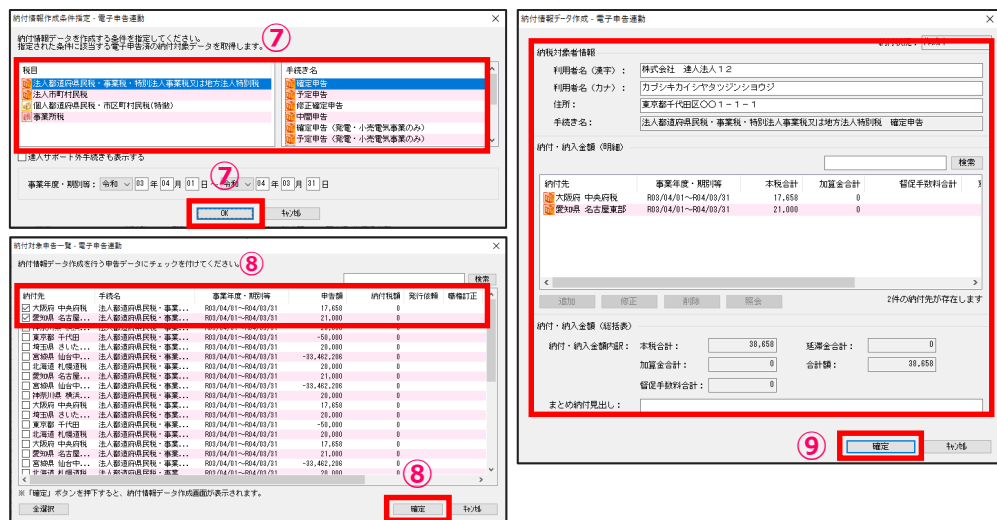 納付情報作成条件指定 - 電子申告連動
納付情報データを作成する条件を指定してください。
指定された条件に該当する電子申告済の納付対象データを取得します。
⑦
税目
法人都道府県民税・事業税・特別法人事業税又は地方法人特別税
法人市町村民税
個人都道府県民税・市区町村民税(特徴)
事業所税
手続き名
確定申告
予定申告
修正確定申告
中間申告
確定申告（発電・小売電気事業のみ）
予定申告（発電・小売電気事業のみ）
達人サポート外手続きも表示する
⑦
事業年度・期別等： 令和 03 年 04 月 01 日 ～ 令和 04 年 03 月 31 日
OK キャンセル
納付対象申告一覧 - 電子申告連動
納付情報データ作成を行う申告データにチェックを付けてください。
⑧
検索
納付先 手続名 事業年度・期別等 申告額 納付税額 発行依頼 職権訂正
大阪府 中央府税 法人都道府県民税・事業... R03/04/01～R04/03/31 17,658 0
愛知県 名古屋... 法人都道府県民税・事業... R03/04/01～R04/03/31 21,000 0
東京都 千代田 法人都道府県民税・事業... R03/04/01～R04/03/31 -50,000 0
埼玉県 さいた... 法人都道府県民税・事業... R03/04/01～R04/03/31 20,000 0
宮城県 仙台中... 法人都道府県民税・事業... R03/04/01～R04/03/31 -33,462,206 0
北海道 札幌道税 法人都道府県民税・事業... R03/04/01～R04/03/31 20,000 0
愛知県 名古屋... 法人都道府県民税・事業... R03/04/01～R04/03/31 21,000 0
宮城県 仙台中... 法人都道府県民税・事業... R03/04/01～R04/03/31 -33,462,206 0
神奈川県 横浜... 法人都道府県民税・事業... R03/04/01～R04/03/31 20,000 0
大阪府 中央府税 法人都道府県民税・事業... R03/04/01～R04/03/31 17,658 0
埼玉県 さいた... 法人都道府県民税・事業... R03/04/01～R04/03/31 20,000 0
東京都 千代田 法人都道府県民税・事業... R03/04/01～R04/03/31 -50,000 0
北海道 札幌道税 法人都道府県民税・事業... R03/04/01～R04/03/31 20,000 0
大阪府 中央府税 法人都道府県民税・事業... R03/04/01～R04/03/31 17,658 0
愛知県 名古屋... 法人都道府県民税・事業... R03/04/01～R04/03/31 21,000 0
宮城県 仙台中... 法人都道府県民税・事業... R03/04/01～R04/03/31 -33,462,206 0
北海道 札幌道税 法人都道府県民税・事業 R03/04/01～R04/03/31 20,000 0
※「確定」ボタンを押下すると、納付情報データ作成画面が表示されます。
⑧
全選択 確定 キャンセル
納付情報データ作成 - 電子申告連動
納税対象者情報
利用者名（漢字）： 株式会社 達人法人１２
利用者名（カナ）： カブシキカイシヤタツジンシヨウジ
住所： 東京都千代田区〇〇１－１－１
手続き名： 法人都道府県民税・事業税・特別法人事業税又は地方法人特別税 確定申告
納付・納入金額（明細）
検索
納付先 事業年度・期別等 本税合計 加算金合計 督促手数料合計
大阪府 中央府税 R03/04/01～R04/03/31 17,658 0
愛知県 名古屋東部 R03/04/01～R04/03/31 21,000 0
追加 修正 削除 照会 2件の納付先が存在します
納付・納入金額（総括表）
納付・納入金額内訳： 本税合計： 38,658 延滞金合計： 0
加算金合計： 0 合計額： 38,658
督促手数料合計： 0
まとめ納付見出し：
⑨
確定 キャンセル